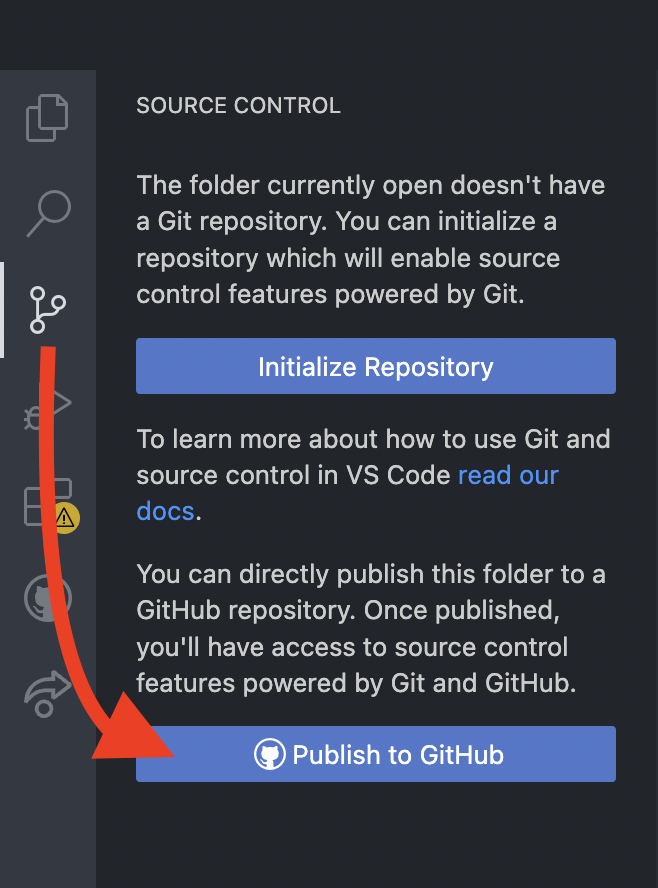 SOURCE CONTROL
The folder currently open doesn't have
a Git repository. You can initialize a
repository which will enable source
control features powered by Git.
Initialize Repository
To learn more about how to use Git and
source control in VS Code read our
docs.
You can directly publish this folder to a
GitHub repository. Once published,
you'll have access to source control
features powered by Git and GitHub.
Publish to GitHub